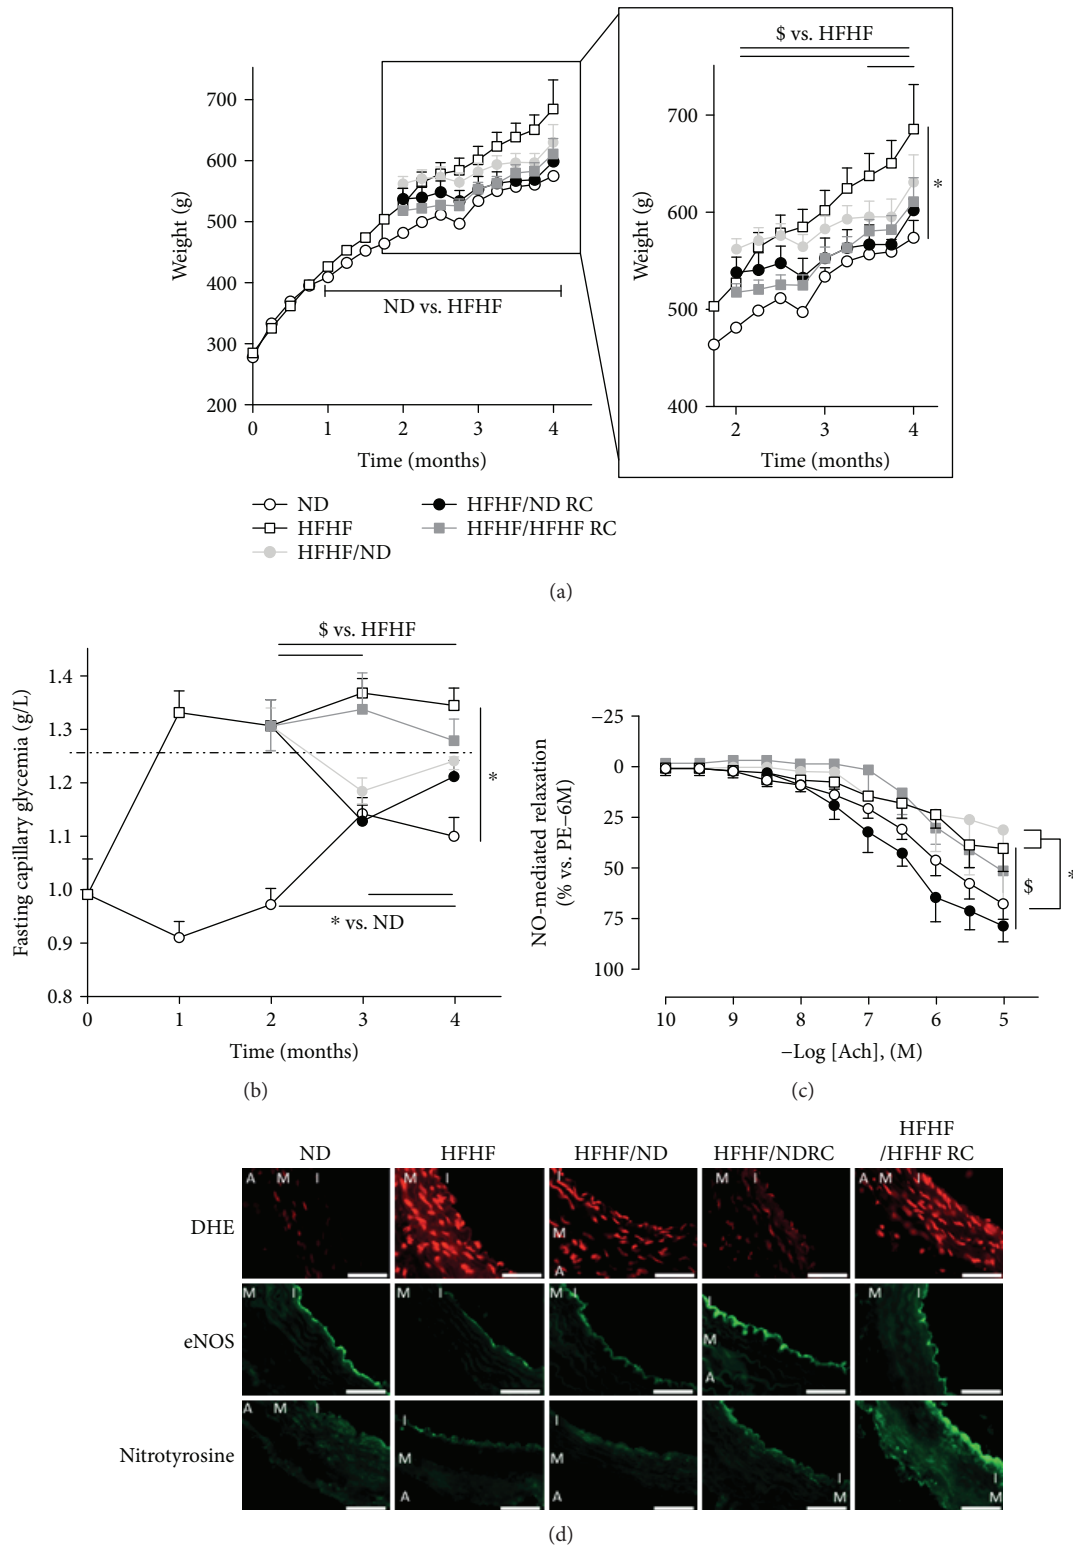 $ vs. HFHF
700
600
500
400
300
200
Weight (g)
0
1
2
3
4
Time (months)
ND vs. HFHF
700
600
500
400
Weight (g)
2
3
4
Time (months)
*
ND
HFHF
HFHF/ND
HFHF/ND RC
HFHF/HFHF RC
(a)
$ vs. HFHF
1.4
1.3
1.2
1.1
1.0
0.9
0.8
Fasting capillary glycemia (g/L)
*
* vs. ND
0
1
2
3
4
Time (months)
(b)
−25
0
25
50
75
100
NO-mediated relaxation
(% vs. PE−6M)
$
*
10
9
8
7
6
5
−Log [Ach], (M)
(c)
ND
HFHF
HFHF/ND
HFHF/NDRC
HFHF
/HFHF RC
DHE
A M I
M I
M
A
M I
A M I
eNOS
M I
M I
M I
I
M
A
M I
Nitrotyrosine
A M I
I
M
A
I
M
A
I
M
I
M
(d)